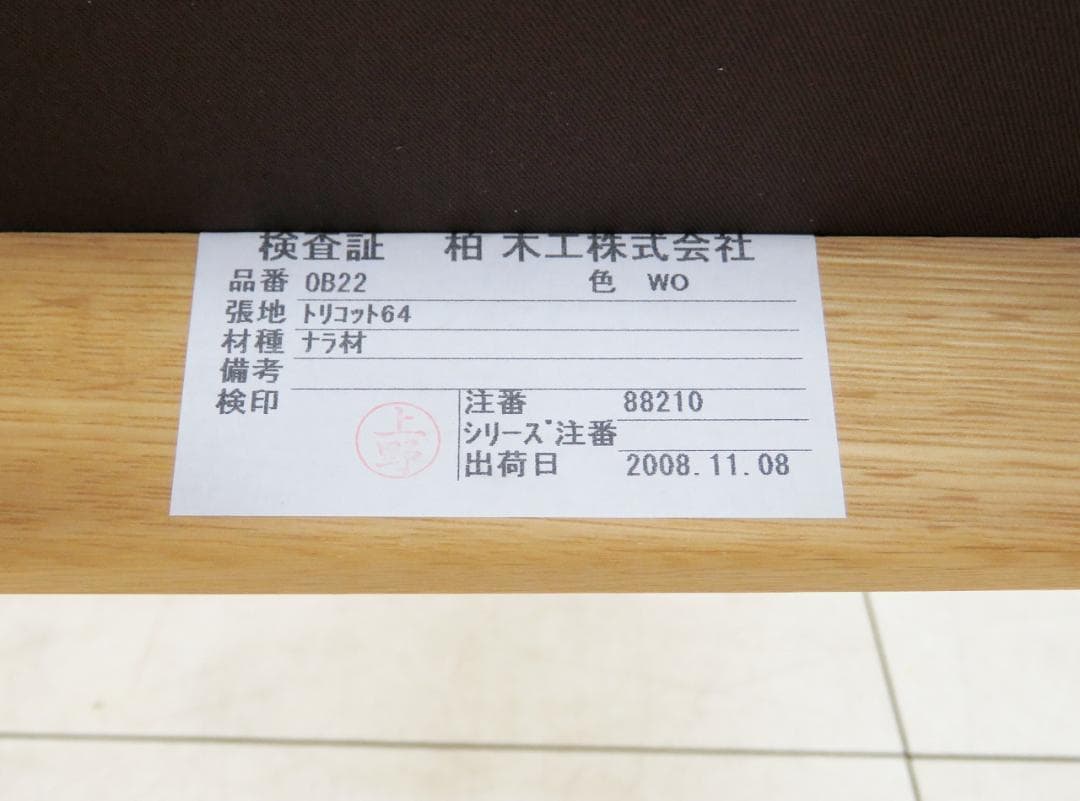 検査証 柏木工株式会社
品番 OB22 色 WO
張地 トリコット64
材種 ナラ材
備考
検印 注番 88210
上野
シリーズ注番
出荷日 2008.11.08